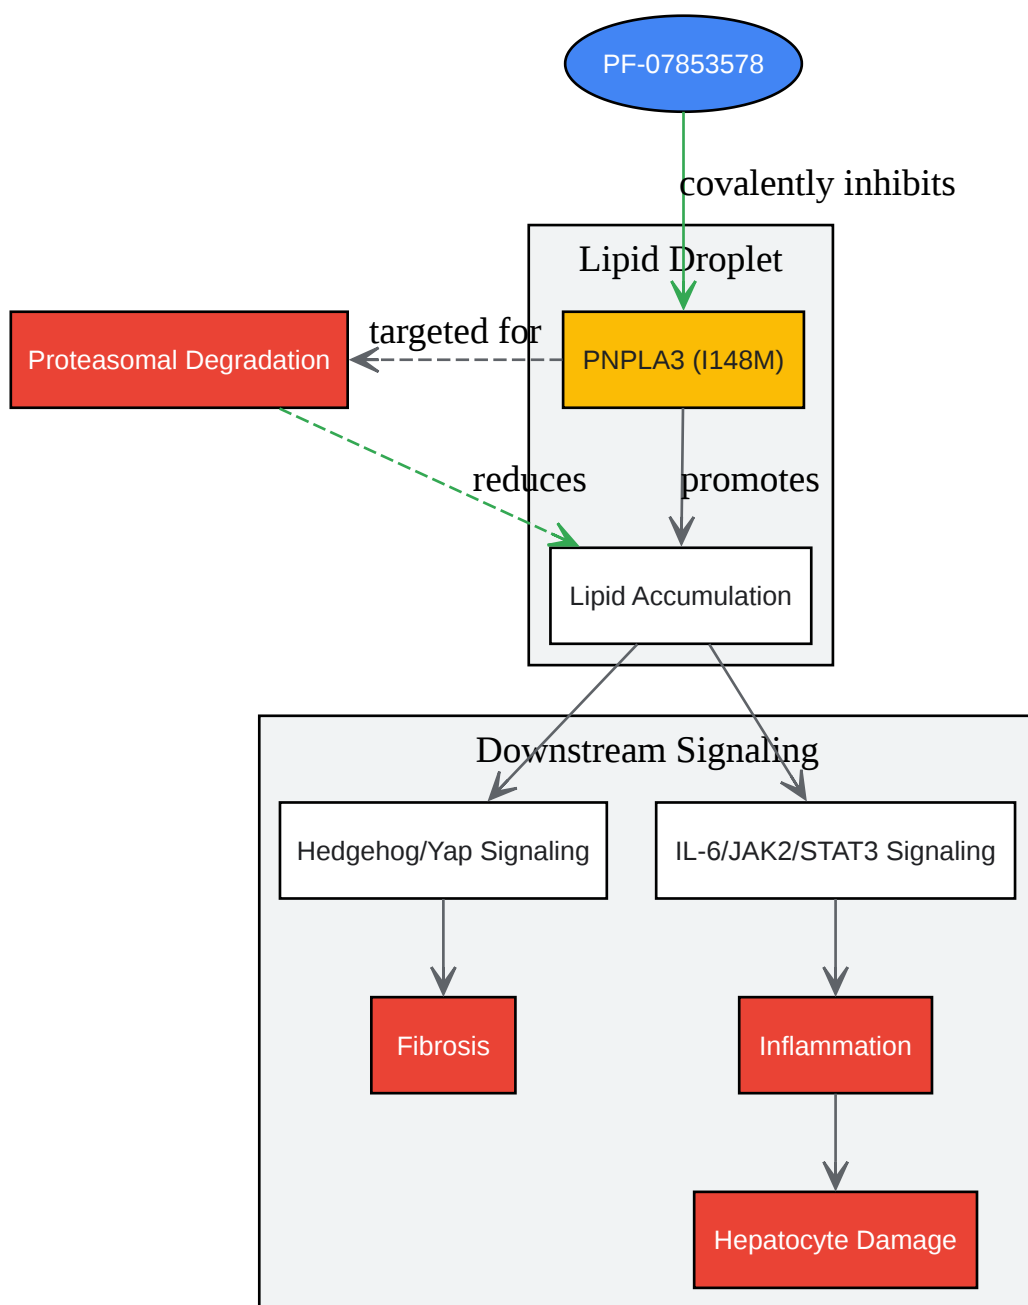 PF-07853578
covalently inhibits
Lipid Droplet
targeted for
Proteasomal Degradation
PNPLA3 (I148M)
reduces
promotes
Lipid Accumulation
Downstream Signaling
Hedgehog/Yap Signaling
IL-6/JAK2/STAT3 Signaling
Fibrosis
Inflammation
Hepatocyte Damage